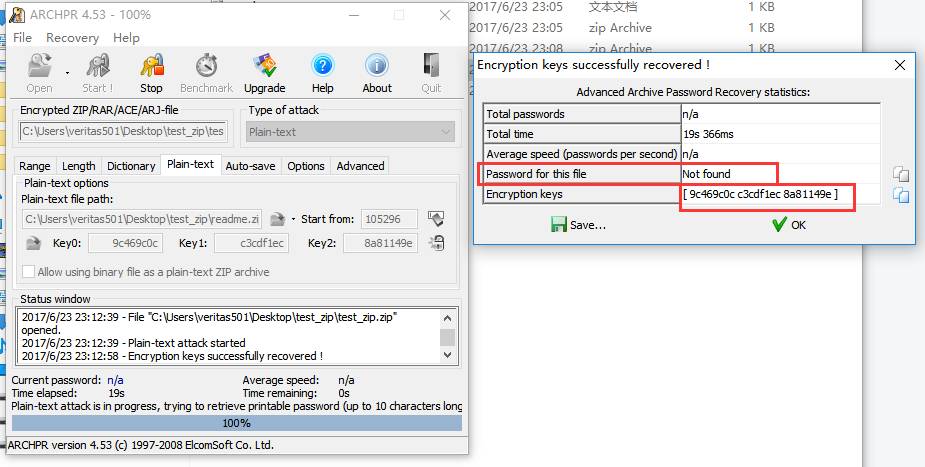 ARCHPR 4.53 - 100%
File Recovery Help
Open Start ! Stop Benchmark Upgrade Help About Quit
Encrypted ZIP/RAR/ACE/ARJ-file
C:\Users\veritas501\Desktop\test_zip\tes
Type of attack
Plain-text
Range Length Dictionary Plain-text Auto-save Options Advanced
Plain-text options
Plain-text file path:
C:\Users\veritas501\Desktop\test_zip\readme.zi
Start from: 105296
Key0: 9c469c0c Key1: c3cdf1ec Key2: 8a81149e
Allow using binary file as a plain-text ZIP archive
Status window
2017/6/23 23:12:39 - File "C:\Users\veritas501\Desktop\test_zip\test_zip.zip"
opened.
2017/6/23 23:12:39 - Plain-text attack started
2017/6/23 23:12:58 - Encryption keys successfully recovered !
Current password: n/a Average speed: n/a
Time elapsed: 19s Time remaining: 0s
Plain-text attack is in progress, trying to retrieve printable password (up to 10 characters long
100%
ARCHPR version 4.53 (c) 1997-2008 ElcomSoft Co. Ltd.
2017/6/23 23:05 文本文档 1 KB
2017/6/23 23:08 zip Archive 1 KB
2017/6/23 23:05 zip Archive 1 KB
Encryption keys successfully recovered !
Advanced Archive Password Recovery statistics:
Total passwords n/a
Total time 19s 366ms
Average speed (passwords per second) n/a
Password for this file Not found
Encryption keys [ 9c469c0c c3cdf1ec 8a81149e ]
Save... OK